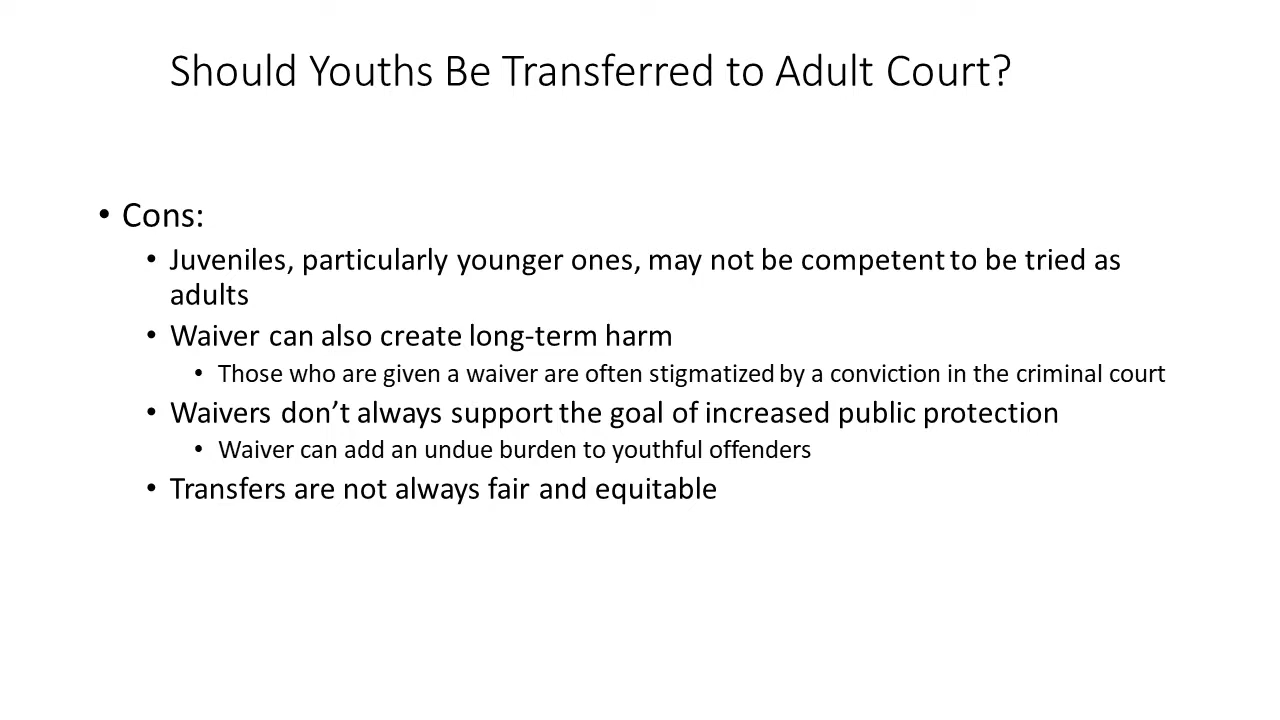 Should Youths Be Transferred to Adult Court?
• Cons:
• Juveniles, particularly younger ones, may not be competent to be tried as
adults
• Waiver can also create long-term harm
• Those who are given a waiver are often stigmatized by a conviction in the criminal court
• Waivers don’t always support the goal of increased public protection
• Waiver can add an undue burden to youthful offenders
• Transfers are not always fair and equitable